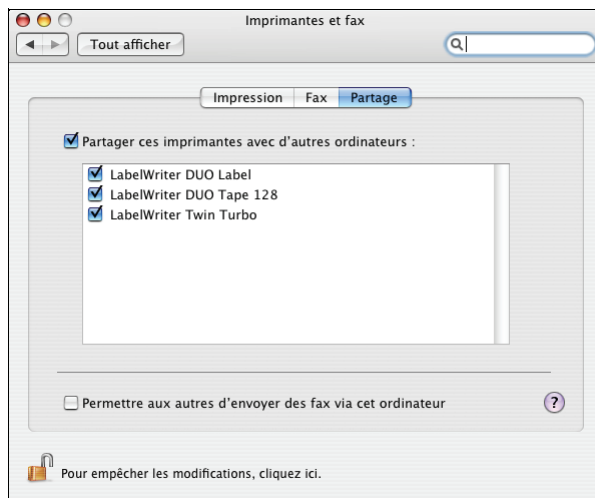 Imprimantes et fax
Tout afficher
Impression Fax Partage
Partager ces imprimantes avec d'autres ordinateurs :
LabelWriter DUO Label
LabelWriter DUO Tape 128
LabelWriter Twin Turbo
Permettre aux autres d'envoyer des fax via cet ordinateur ?
Pour empêcher les modifications, cliquez ici.